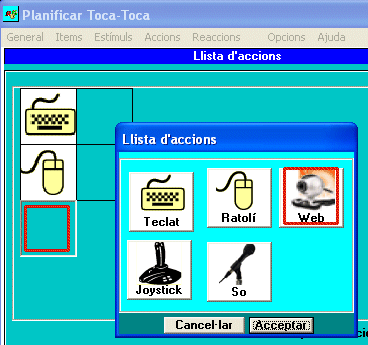 Planificar Toca-Toca
General Items Estímuls Accions Reaccions Opcions Ajuda
Llista d'accions
Llista d'accions
Teclat Ratolí Web
Joystick So
Cancel·lar Acceptar